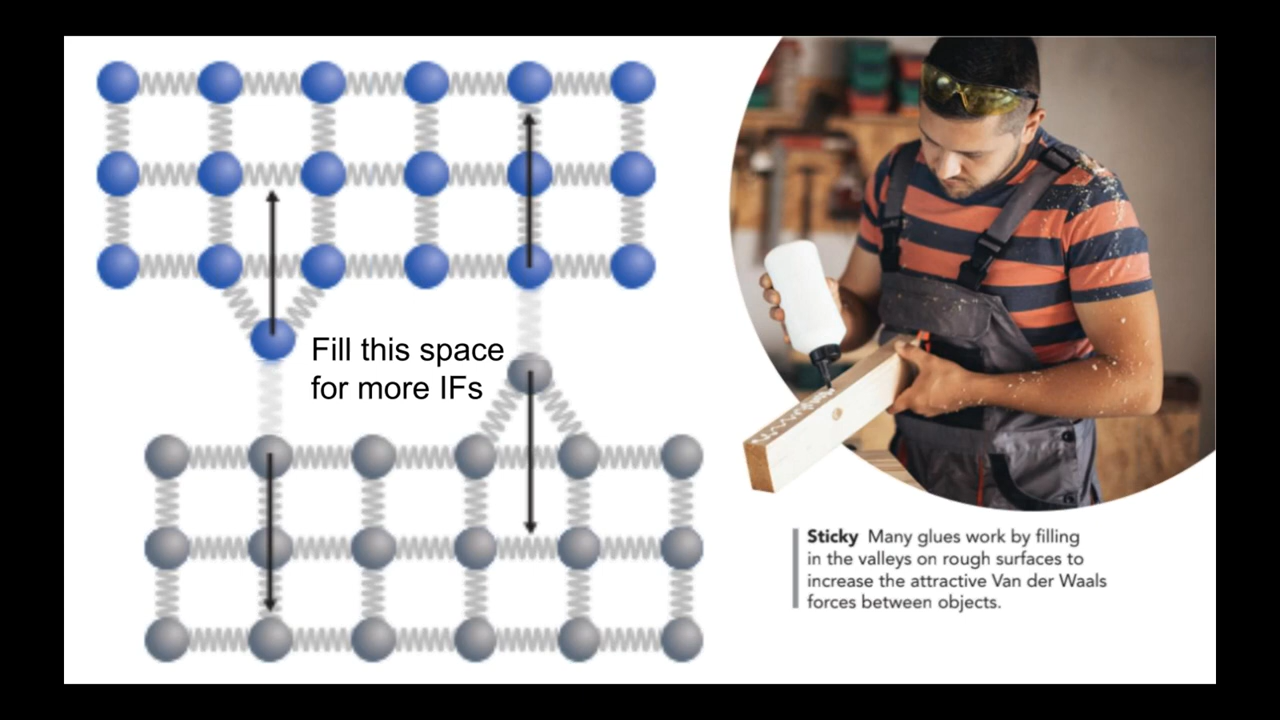 Fill this space
for more IFs
Sticky Many glues work by filling
in the valleys on rough surfaces to
increase the attractive Van der Waals
forces between objects.